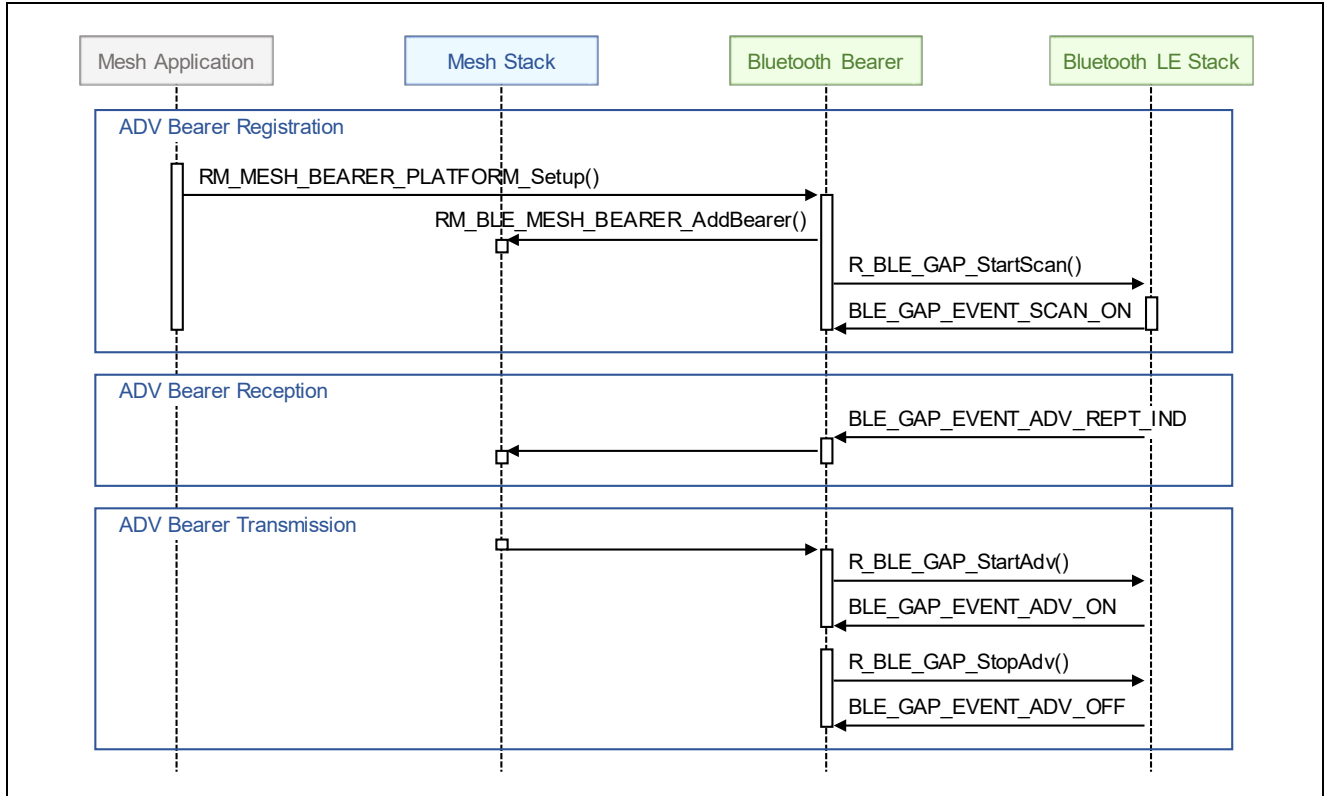 Mesh Application
Mesh Stack
Bluetooth Bearer
Bluetooth LE Stack
ADV Bearer Registration
RM_MESH_BEARER_PLATFORM_Setup()
RM_BLE_MESH_BEARER_AddBearer()
R_BLE_GAP_StartScan()
BLE_GAP_EVENT_SCAN_ON
ADV Bearer Reception
BLE_GAP_EVENT_ADV_REPT_IND
ADV Bearer Transmission
R_BLE_GAP_StartAdv()
BLE_GAP_EVENT_ADV_ON
R_BLE_GAP_StopAdv()
BLE_GAP_EVENT_ADV_OFF